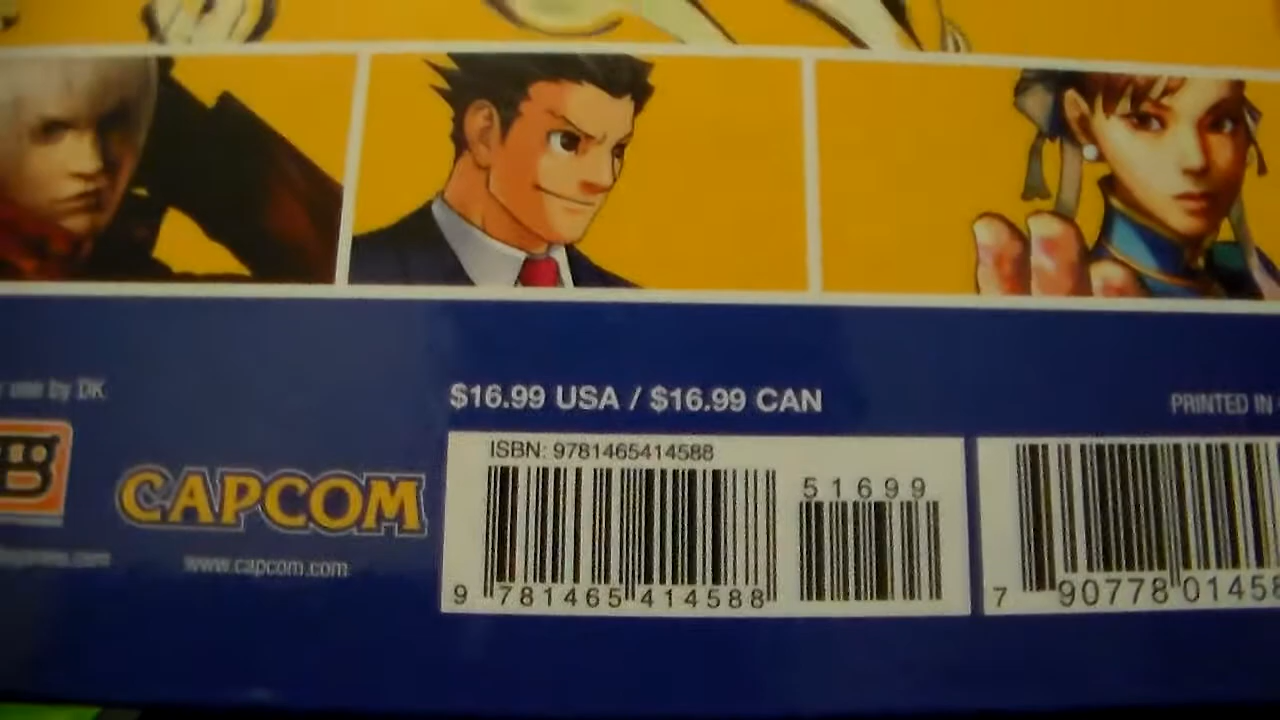 use by DK
$16.99 USA / $16.99 CAN
PRINTED IN
ISBN: 9781465414588
51699
CAPCOM
www.capcom.com
9 781465 414588
7 90778 01458